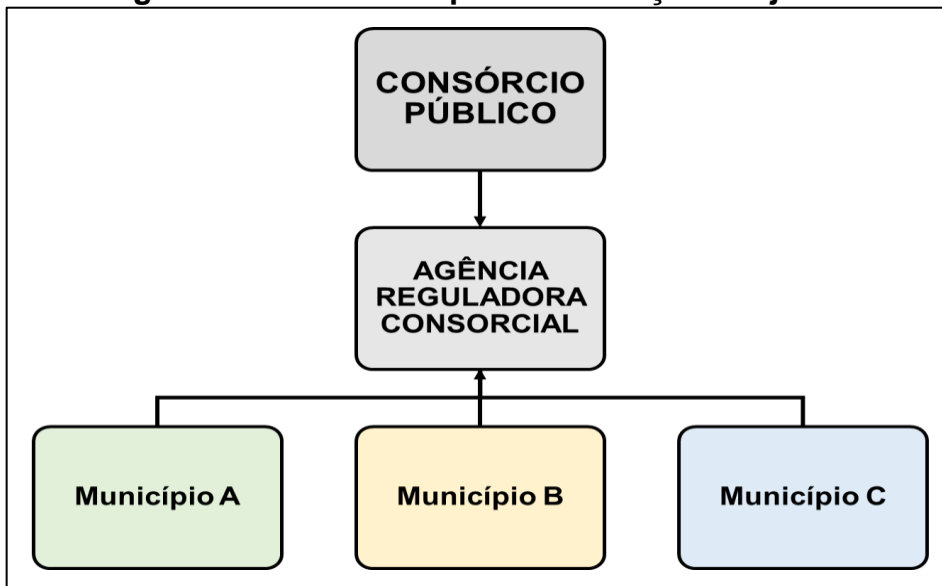 CONSÓRCIO
PÚBLICO
AGÊNCIA
REGULADORA
CONSORCIAL
Município A
Município B
Município C